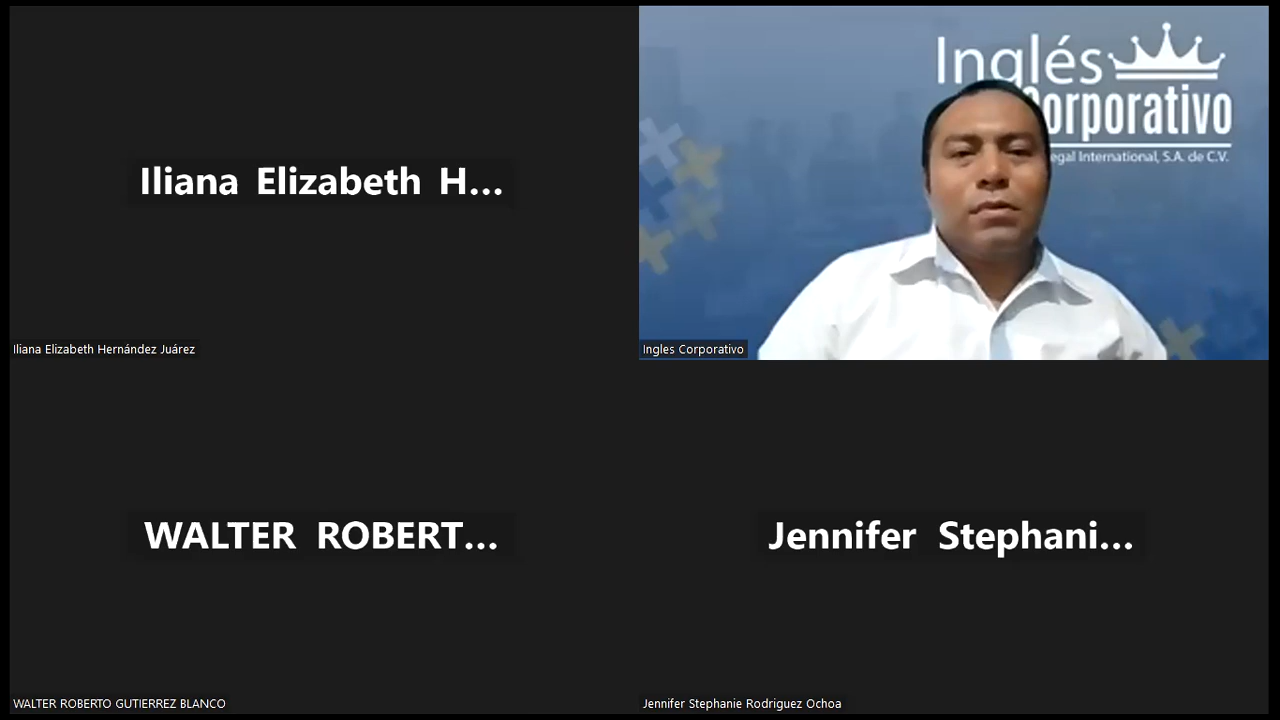 Iliana Elizabeth H...
Iliana Elizabeth Hernández Juárez
Inglés
Corporativo
egal International, S.A. de C.V.
Ingles Corporativo
WALTER ROBERT...
WALTER ROBERTO GUTIERREZ BLANCO
Jennifer Stephani...
Jennifer Stephanie Rodriguez Ochoa